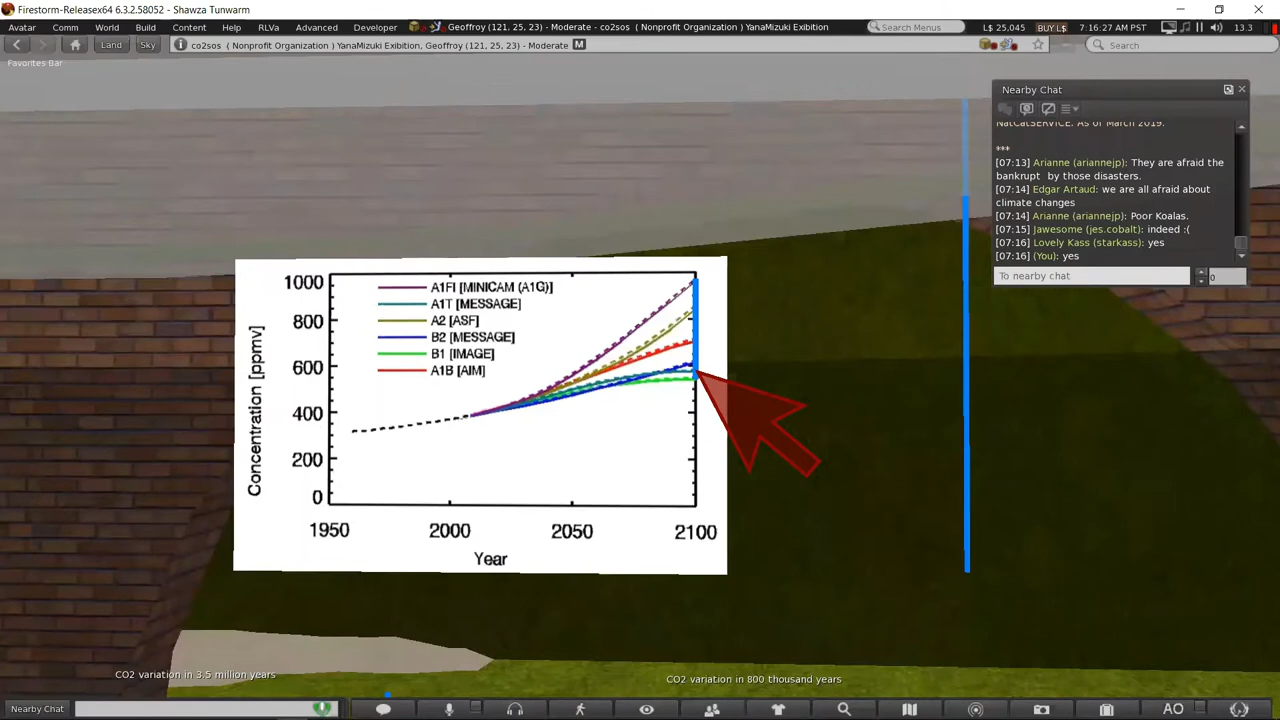 Firestorm-Releasex64 6.3.2.58052 - Shawza Tunwarm
Avatar Comm World Build Content Help RLVa Advanced Developer Geoffroy (121, 25, 23) - Moderate - co2sos ( Nonprofit Organization ) YanaMizuki Exibition, Geoffroy Search Menus L$ 25,045 BUY L$ 7:16:27 AM PST 13.3
Land Sky co2sos ( Nonprofit Organization ) YanaMizuki Exibition, Geoffroy (121, 25, 23) - Moderate M Search
Favorites Bar
Nearby Chat
NatCatSERVICE. As of March 2019.
***
[07:13] Arianne (ariannejp): They are afraid the
bankrupt by those disasters.
[07:14] Edgar Artaud: we are all afraid about
climate changes
[07:14] Arianne (ariannejp): Poor Koalas.
[07:15] Jawesome (jes.cobalt): indeed :(
[07:16] Lovely Kass (starkass): yes
[07:16] (You): yes
To nearby chat 0
Concentration [ppmv]
1000
800
600
400
200
0
A1FI [MINICAM (A1G)]
A1T [MESSAGE]
A2 [ASF]
B2 [MESSAGE]
B1 [IMAGE]
A1B [AIM]
1950 2000 2050 2100
Year
CO2 variation in 3.5 million years
CO2 variation in 800 thousand years
Nearby Chat AO